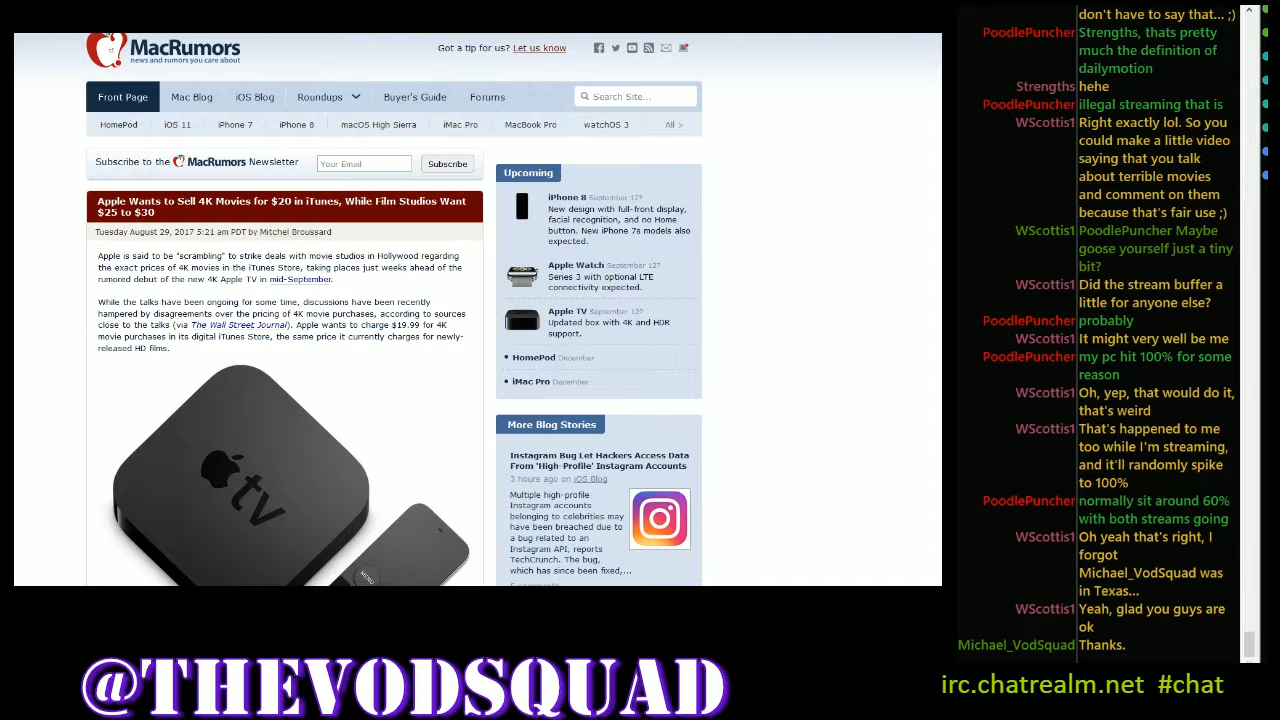 MacRumors
news and rumors you care about
Got a tip for us? Let us know
Front Page Mac Blog iOS Blog Roundups Buyer's Guide Forums Search Site...
HomePod iOS 11 iPhone 7 iPhone 8 macOS High Sierra iMac Pro MacBook Pro watchOS 3 All >
Subscribe to the MacRumors Newsletter Your Email Subscribe
Apple Wants to Sell 4K Movies for $20 in iTunes, While Film Studios Want
$25 to $30
Tuesday August 29, 2017 5:21 am PDT by Mitchel Broussard
Apple is said to be "scrambling" to strike deals with movie studios in Hollywood regarding
the exact prices of 4K movies in the iTunes Store, taking places just weeks ahead of the
rumored debut of the new 4K Apple TV in mid-September.
While the talks have been ongoing for some time, discussions have been recently
hampered by disagreements over the pricing of 4K movie purchases, according to sources
close to the talks (via The Wall Street Journal). Apple wants to charge $19.99 for 4K
movie purchases in its digital iTunes Store, the same price it currently charges for newly-
released HD films.
tv
MENU
Upcoming
iPhone 8 September 12?
New design with full-front display,
facial recognition, and no Home
button. New iPhone 7s models also
expected.
Apple Watch September 12?
Series 3 with optional LTE
connectivity expected.
Apple TV September 12?
Updated box with 4K and HDR
support.
HomePod December
iMac Pro December
More Blog Stories
Instagram Bug Let Hackers Access Data
From 'High-Profile' Instagram Accounts
3 hours ago on iOS Blog
Multiple high-profile
Instagram accounts
belonging to celebrities may
have been breached due to
a bug related to an
Instagram API, reports
TechCrunch. The bug,
which has since been fixed,...
don't have to say that... ;)
PoodlePuncher Strengths, thats pretty
much the definition of
dailymotion
Strengths hehe
PoodlePuncher illegal streaming that is
WScottis1 Right exactly lol. So you
could make a little video
saying that you talk
about terrible movies
and comment on them
because that's fair use ;)
WScottis1 PoodlePuncher Maybe
goose yourself just a tiny
bit?
WScottis1 Did the stream buffer a
little for anyone else?
PoodlePuncher probably
WScottis1 It might very well be me
PoodlePuncher my pc hit 100% for some
reason
WScottis1 Oh, yep, that would do it,
that's weird
WScottis1 That's happened to me
too while I'm streaming,
and it'll randomly spike
to 100%
PoodlePuncher normally sit around 60%
with both streams going
WScottis1 Oh yeah that's right, I
forgot
Michael_VodSquad was
in Texas...
WScottis1 Yeah, glad you guys are
ok
Michael_VodSquad Thanks.
@THEVODSQUAD
irc.chatrealm.net #chat